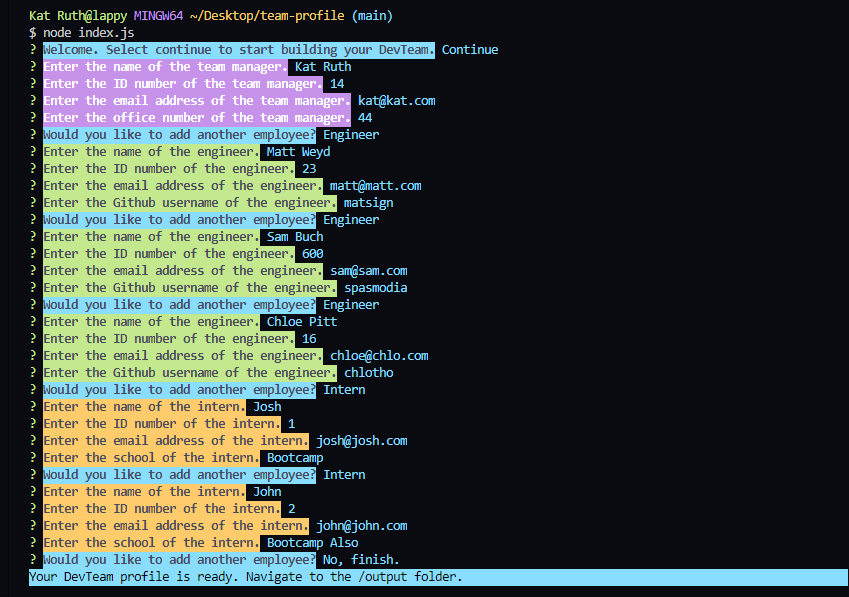 Kat Ruth@lappy MINGW64 ~/Desktop/team-profile (main)
$ node index.js
? Welcome. Select continue to start building your DevTeam. Continue
? Enter the name of the team manager. Kat Ruth
? Enter the ID number of the team manager. 14
? Enter the email address of the team manager. kat@kat.com
? Enter the office number of the team manager. 44
? Would you like to add another employee? Engineer
? Enter the name of the engineer. Matt Weyd
? Enter the ID number of the engineer. 23
? Enter the email address of the engineer. matt@matt.com
? Enter the Github username of the engineer. matsign
? Would you like to add another employee? Engineer
? Enter the name of the engineer. Sam Buch
? Enter the ID number of the engineer. 600
? Enter the email address of the engineer. sam@sam.com
? Enter the Github username of the engineer. spasmodia
? Would you like to add another employee? Engineer
? Enter the name of the engineer. Chloe Pitt
? Enter the ID number of the engineer. 16
? Enter the email address of the engineer. chloe@chlo.com
? Enter the Github username of the engineer. chlotho
? Would you like to add another employee? Intern
? Enter the name of the intern. Josh
? Enter the ID number of the intern. 1
? Enter the email address of the intern. josh@josh.com
? Enter the school of the intern. Bootcamp
? Would you like to add another employee? Intern
? Enter the name of the intern. John
? Enter the ID number of the intern. 2
? Enter the email address of the intern. john@john.com
? Enter the school of the intern. Bootcamp Also
? Would you like to add another employee? No, finish.
Your DevTeam profile is ready. Navigate to the /output folder.